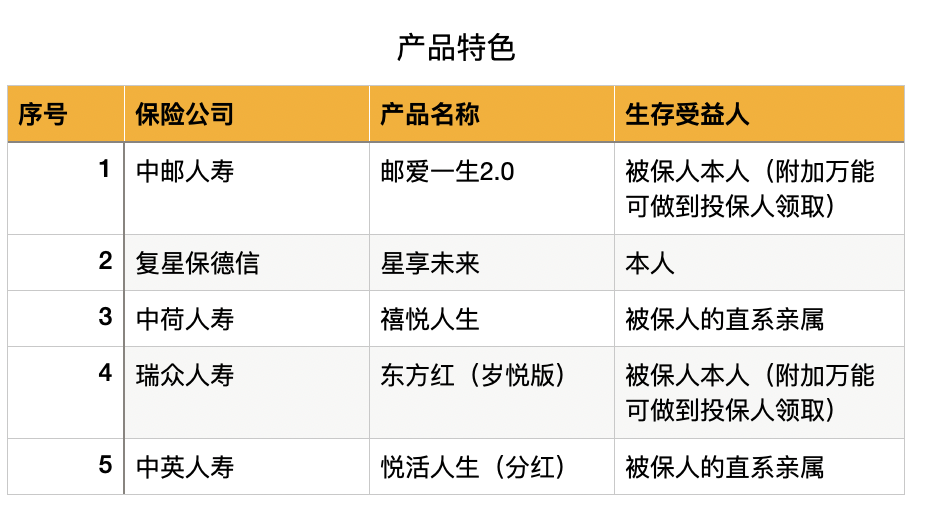 产品特色
序号 保险公司 产品名称 生存受益人
1 中邮人寿 邮爱一生2.0 被保人本人（附加万能
可做到投保人领取）
2 复星保德信 星享未来 本人
3 中荷人寿 禧悦人生 被保人的直系亲属
4 瑞众人寿 东方红（岁悦版） 被保人本人（附加万能
可做到投保人领取）
5 中英人寿 悦活人生（分红） 被保人的直系亲属